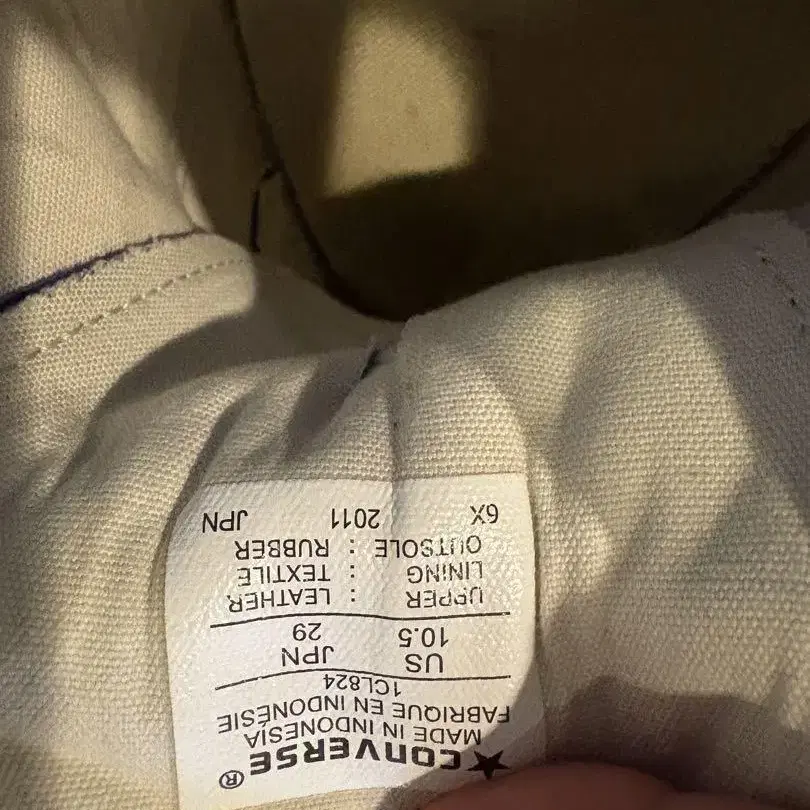 ★CONVERSE®
MADE IN INDONESIA
FABRIQUE EN INDONÉSIE
1CL824
US JPN
10.5 29
UPPER : LEATHER
LINING : TEXTILE
OUTSOLE : RUBBER
6X 2011 JPN